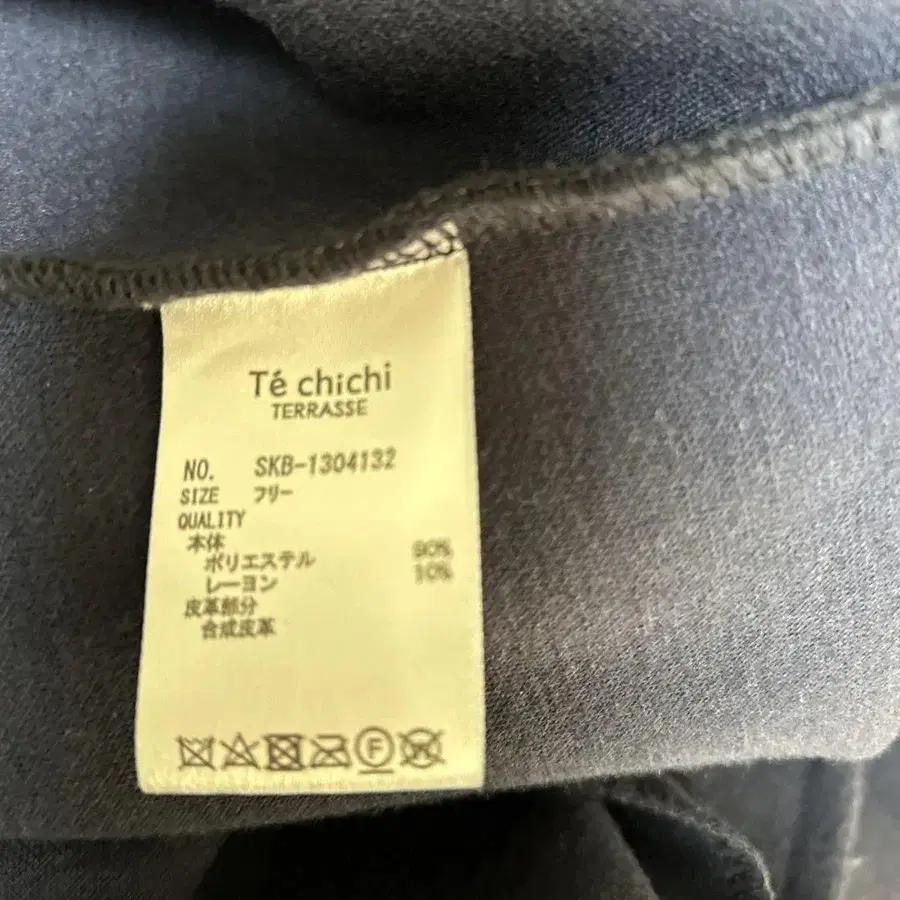 Té chichi
TERRASSE
NO. SKB-1304132
SIZE フリー
QUALITY
本体
ポリエステル 90%
レーヨン 10%
皮革部分
合成皮革
F
W